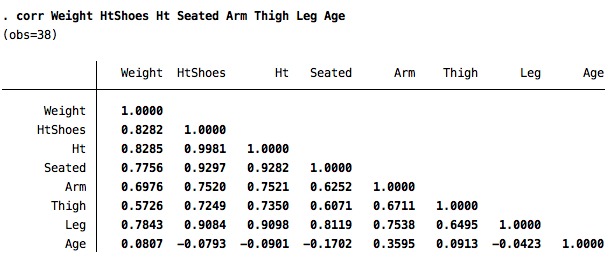 . corr Weight HtShoes Ht Seated Arm Thigh Leg Age
(obs=38)
Weight HtShoes Ht Seated Arm Thigh Leg Age
Weight 1.0000
HtShoes 0.8282 1.0000
Ht 0.8285 0.9981 1.0000
Seated 0.7756 0.9297 0.9282 1.0000
Arm 0.6976 0.7520 0.7521 0.6252 1.0000
Thigh 0.5726 0.7249 0.7350 0.6071 0.6711 1.0000
Leg 0.7843 0.9084 0.9098 0.8119 0.7538 0.6495 1.0000
Age 0.0807 −0.0793 −0.0901 −0.1702 0.3595 0.0913 −0.0423 1.0000